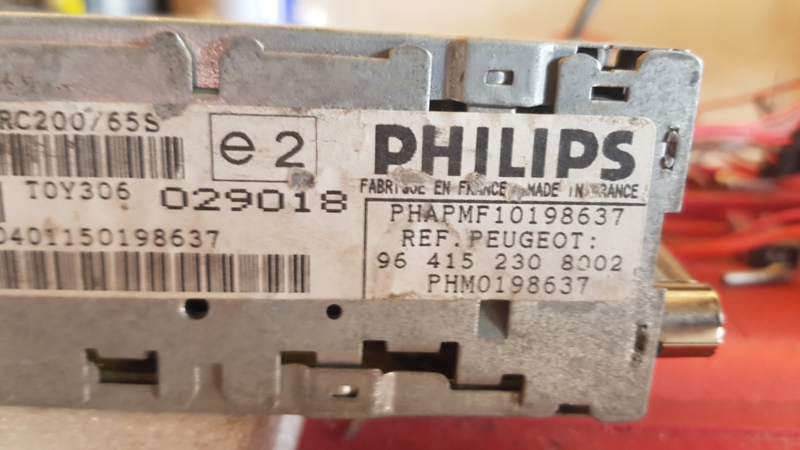 RC200/65S
e2
PHILIPS
FABRIQUE EN FRANCE / MADE IN FRANCE
TOY306
029018
PHAPMF10198637
REF. PEUGEOT:
0401150198637
96 415 230 8002
PHM0198637